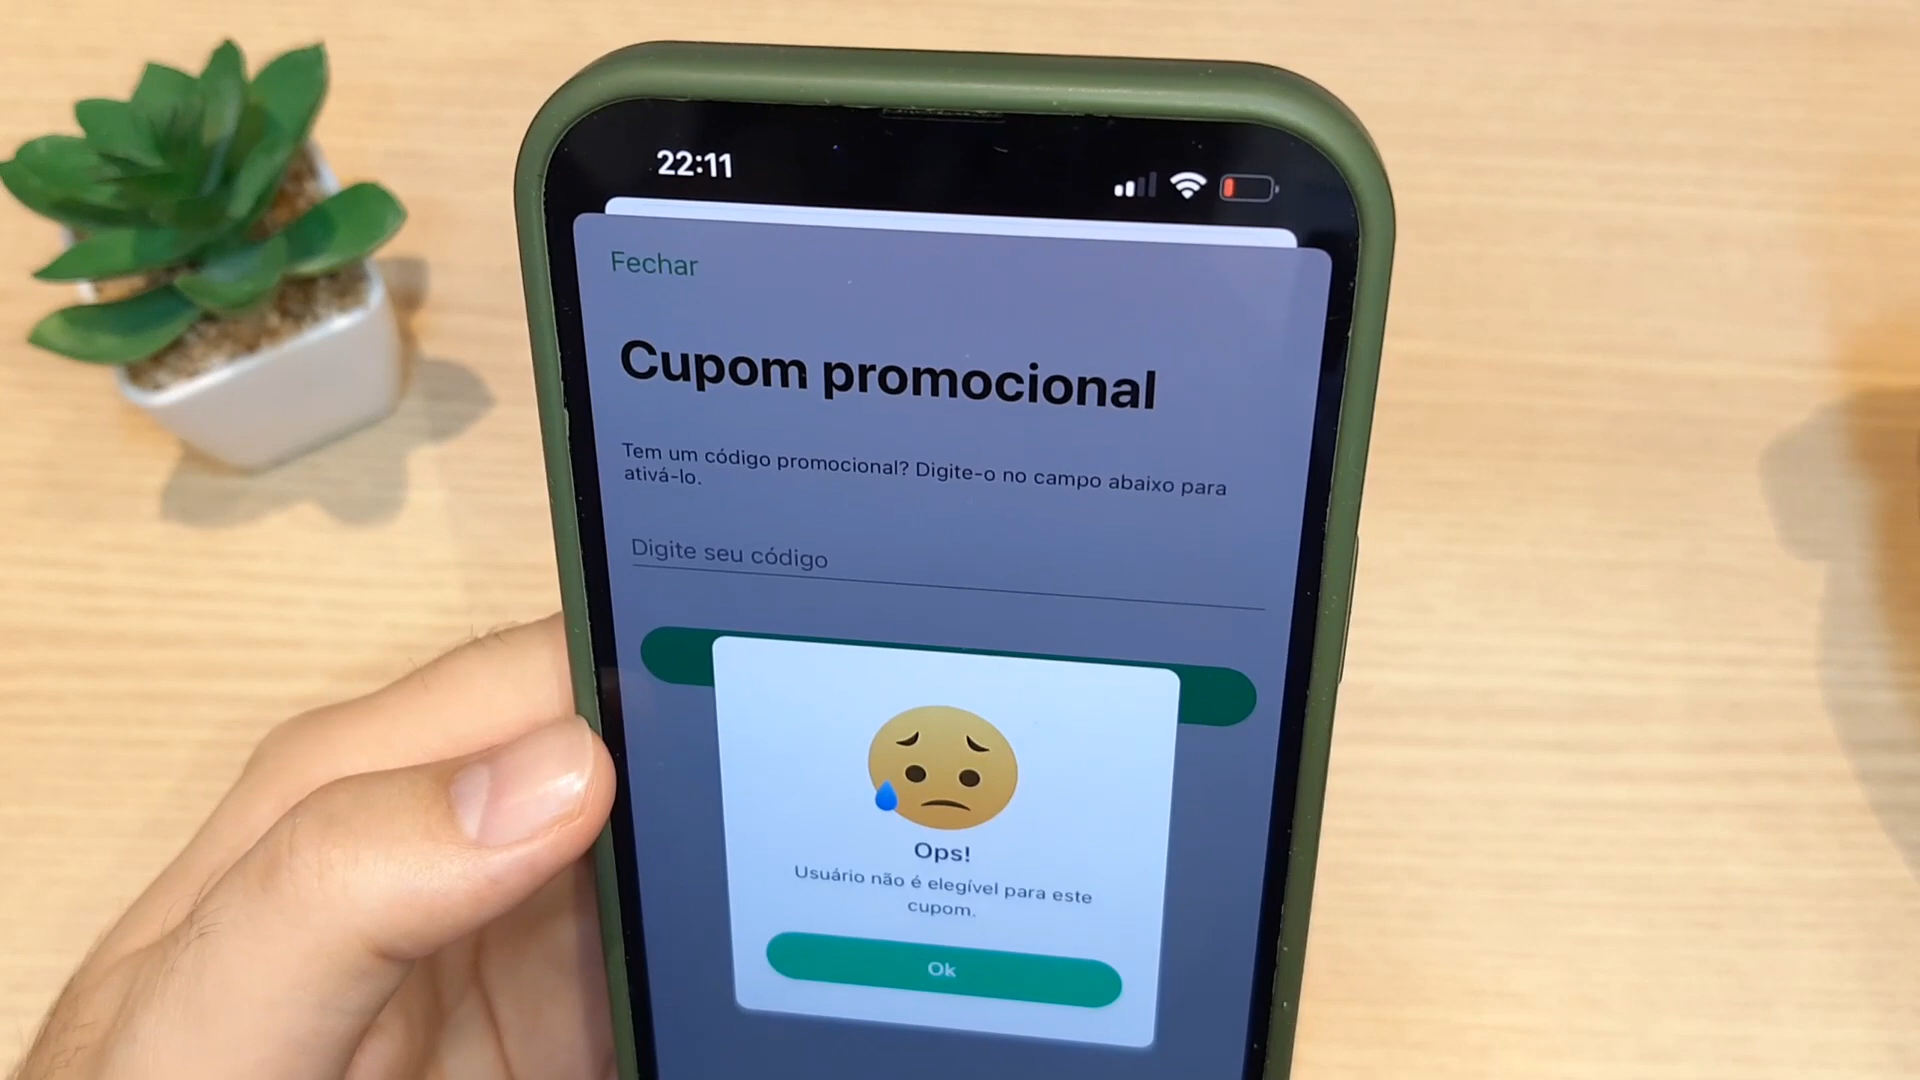 22:11
Fechar
Cupom promocional
Tem um código promocional? Digite-o no campo abaixo para
ativá-lo.
Digite seu código
Ops!
Usuário não é elegível para este
cupom.
Ok